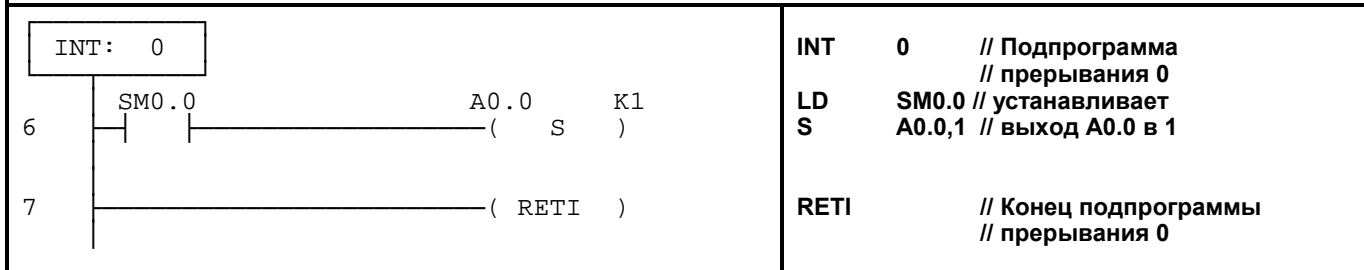 INT: 0
SM0.0 A0.0 K1
6 ( S )
7 ( RETI )
INT 0 // Подпрограмма
// прерывания 0
LD SM0.0 // устанавливает
S A0.0,1 // выход A0.0 в 1
RETI // Конец подпрограммы
// прерывания 0